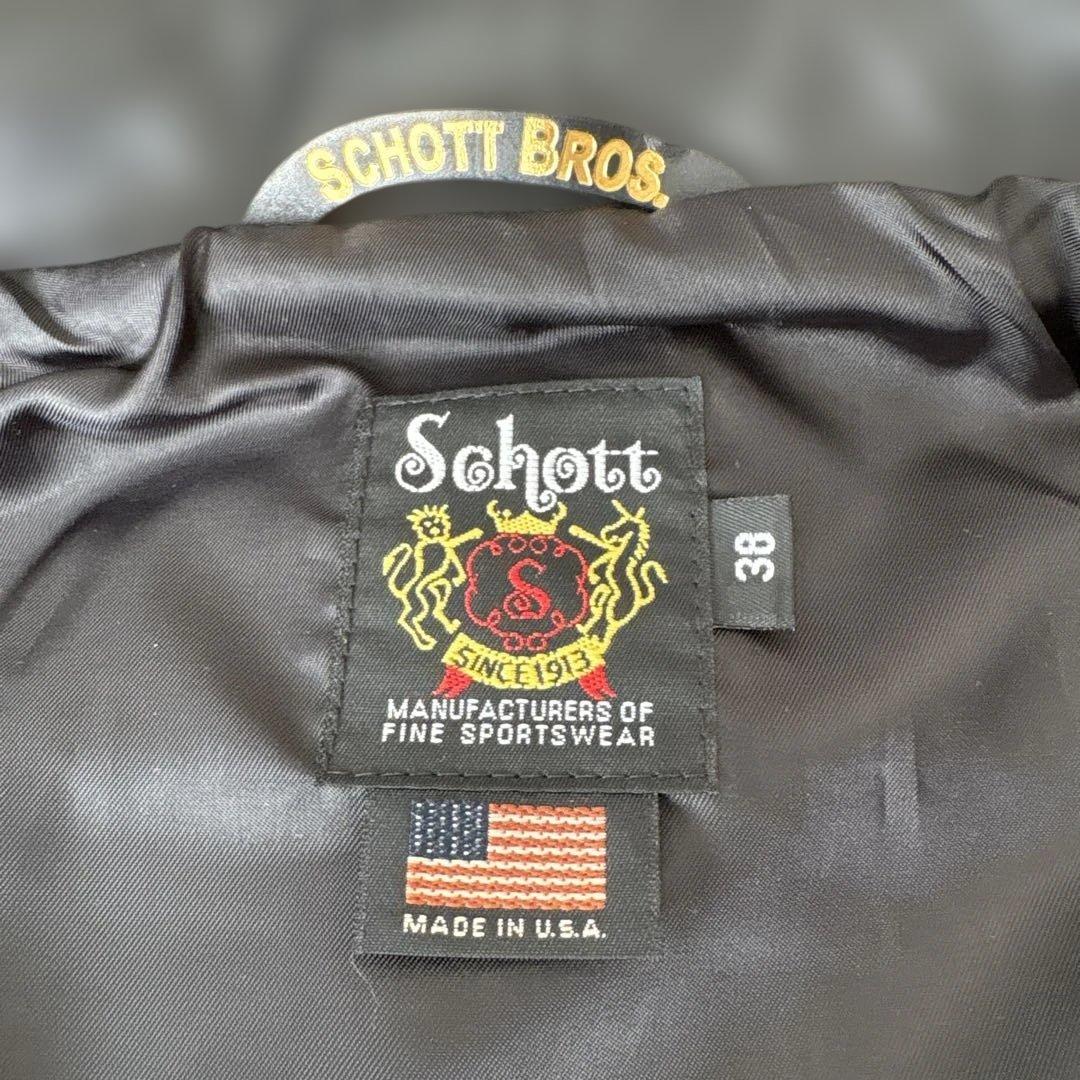 SCHOTT BROS.
Schott
S
SINCE 1913
MANUFACTURERS OF
FINE SPORTSWEAR
38
MADE IN U.S.A.